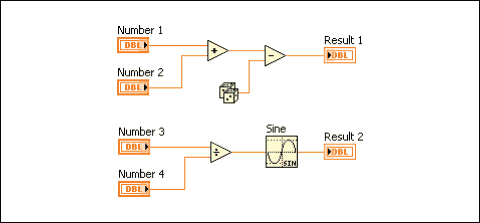 Number 1
DBL
+
-
Result 1
DBL
Number 2
DBL
Number 3
DBL
÷
Sine
SIN
Result 2
DBL
Number 4
DBL